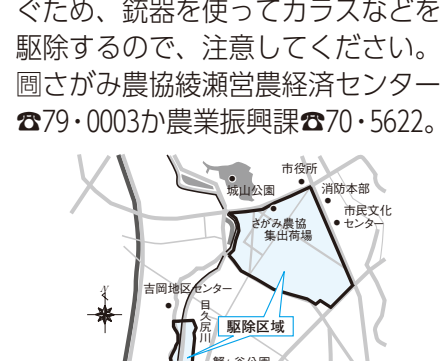 ぐため、銃器を使ってカラスなどを
駆除するので、注意してください。
問さがみ農協綾瀬営農経済センター
☎79・0003か農業振興課☎70・5622。
市役所
城山公園
消防本部
さがみ農協
集出荷場
市民文化
センター
吉岡地区センター
目久尻川
駆除区域
蟹ヶ谷公園